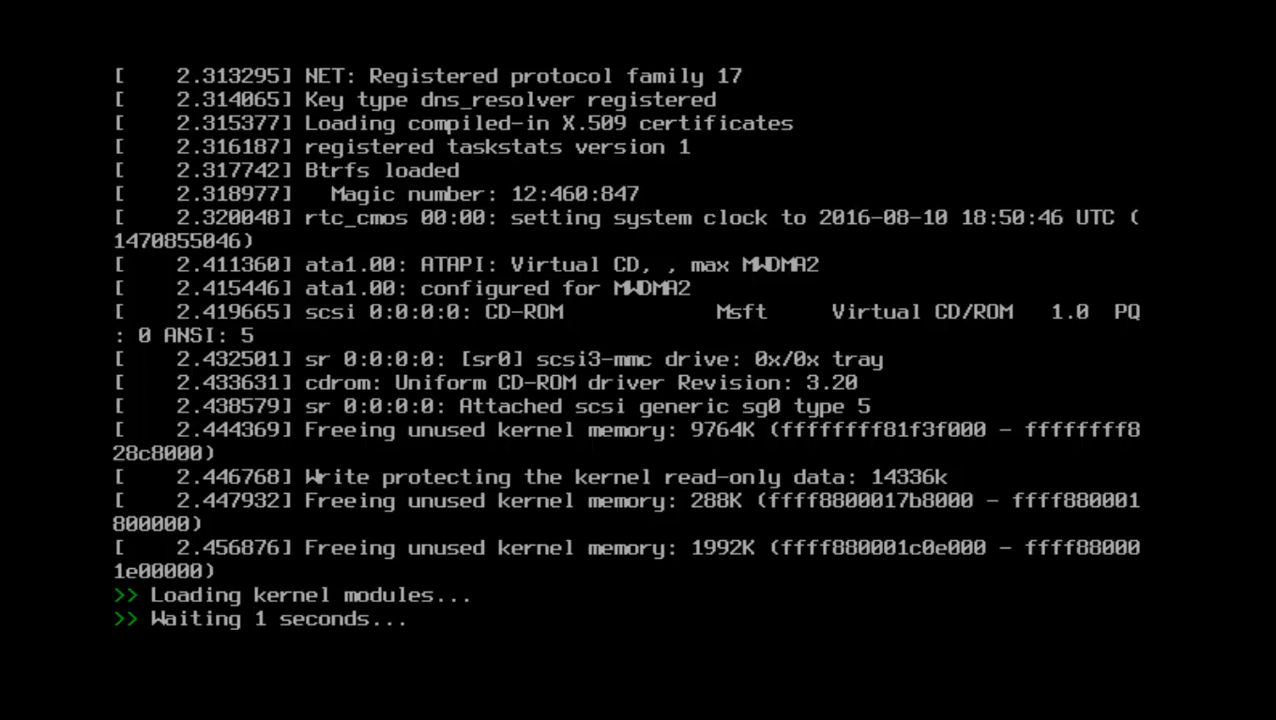 [    2.313295] NET: Registered protocol family 17
[    2.314065] Key type dns_resolver registered
[    2.315377] Loading compiled-in X.509 certificates
[    2.316187] registered taskstats version 1
[    2.317742] Btrfs loaded
[    2.318977]   Magic number: 12:460:847
[    2.320048] rtc_cmos 00:00: setting system clock to 2016-08-10 18:50:46 UTC (
1470855046)
[    2.411360] ata1.00: ATAPI: Virtual CD, , max MWDMA2
[    2.415446] ata1.00: configured for MWDMA2
[    2.419665] scsi 0:0:0:0: CD-ROM            Msft     Virtual CD/ROM   1.0  PQ
: 0 ANSI: 5
[    2.432501] sr 0:0:0:0: [sr0] scsi3-mmc drive: 0x/0x tray
[    2.433631] cdrom: Uniform CD-ROM driver Revision: 3.20
[    2.438579] sr 0:0:0:0: Attached scsi generic sg0 type 5
[    2.444369] Freeing unused kernel memory: 9764K (ffffffff81f3f000 - ffffffff8
28c8000)
[    2.446768] Write protecting the kernel read-only data: 14336k
[    2.447932] Freeing unused kernel memory: 288K (ffff8800017b8000 - ffff880001
800000)
[    2.456876] Freeing unused kernel memory: 1992K (ffff880001c0e000 - ffff88000
1e00000)
>> Loading kernel modules...
>> Waiting 1 seconds...